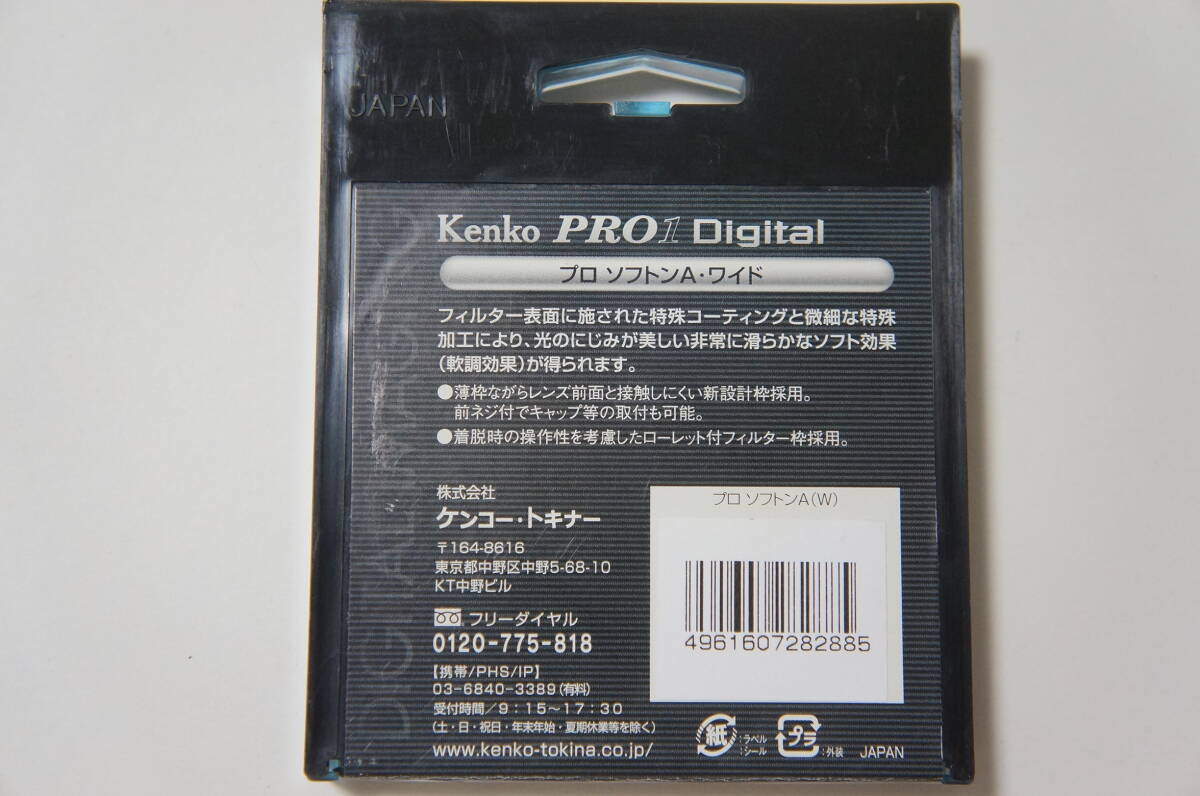 JAPAN
Kenko PRO1 Digital
プロ ソフトンA・ワイド
フィルター表面に施された特殊コーティングと微細な特殊
加工により、光のにじみが美しい非常に滑らかなソフト効果
(軟調効果)が得られます。
●薄枠ながらレンズ前面と接触しにくい新設計枠採用。
前ネジ付でキャップ等の取付も可能。
●着脱時の操作性を考慮したローレット付フィルター枠採用。
株式会社
ケンコー・トキナー
〒164-8616
東京都中野区中野5-68-10
KT中野ビル
フリーダイヤル
0120-775-818
【携帯/PHS/IP】
03-6840-3389(有料)
受付時間/9:15〜17:30
(土・日・祝日・年末年始・夏期休業等を除く)
www.kenko-tokina.co.jp/
プロ ソフトンA(W)
4961607282885
紙 :ラベル :シール
プラ :外装
JAPAN